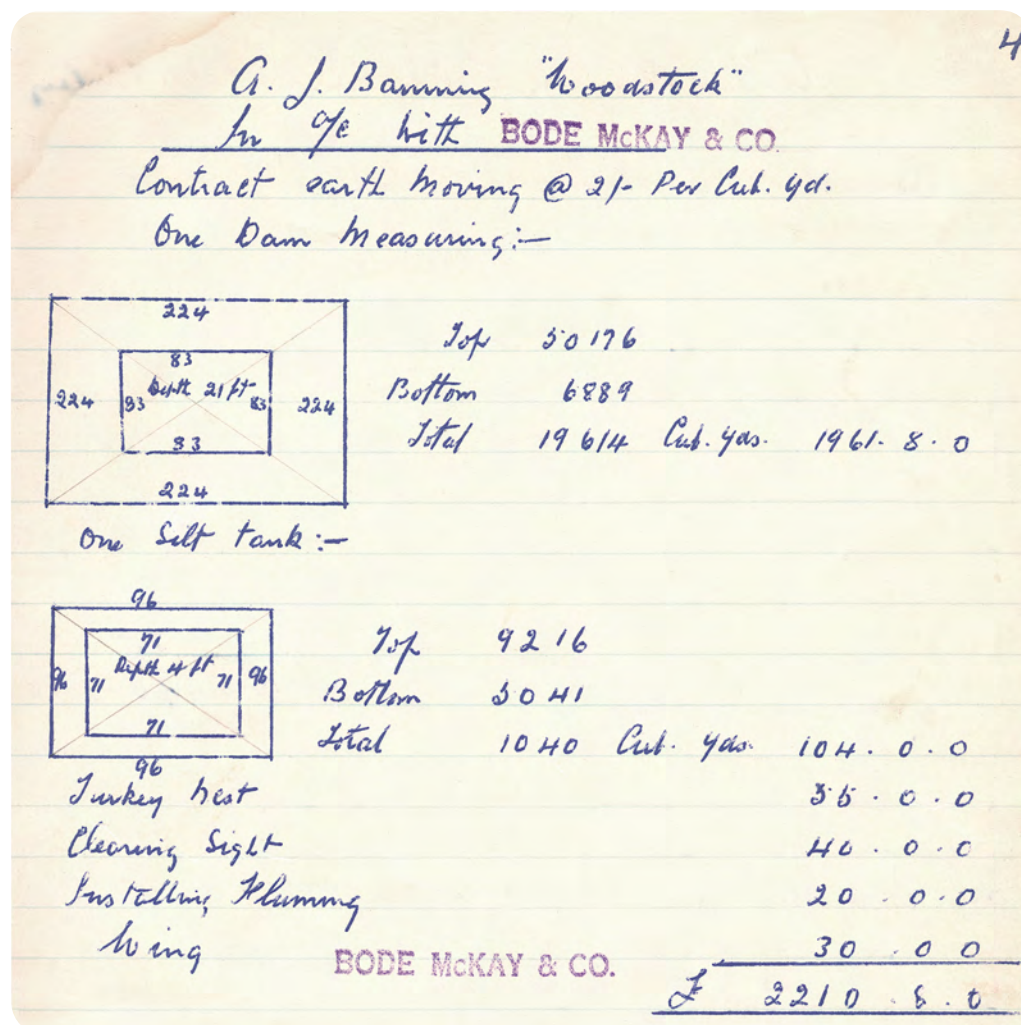 4
A. J. Banning "Woodstock"
In a/c With BODE McKAY & CO.
Contract earth Moving @ 2/- Per Cub. yd.
One Dam Measuring:-
224
83
224 83 Depth 21 ft 83 224
83
224
Top 50176
Bottom 6889
Total 19614 Cub. yds. 1961. 8. 0
One Silt tank:-
96
71
96 71 Depth 4 ft 71 96
71
96
Top 9216
Bottom 5041
Total 1040 Cub. yds. 104. 0. 0
Turkey Nest 55. 0. 0
Clearing Sight 40. 0. 0
Installing Flumming 20. 0. 0
Wing 30. 0 0
BODE McKAY & CO.
£ 2210. 8. 0